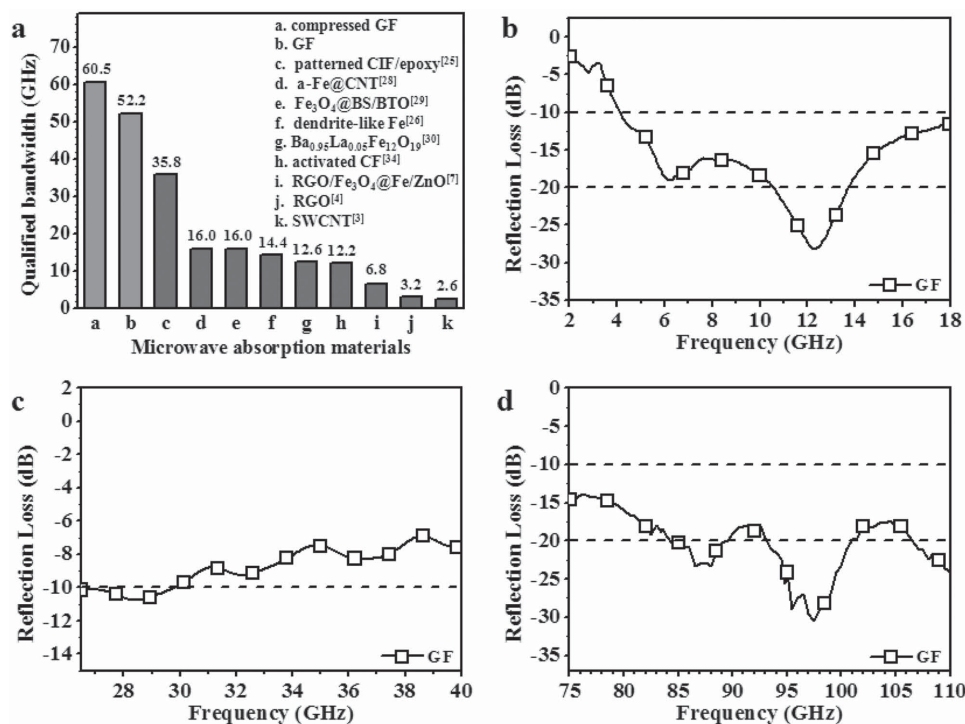 a
Qualified bandwidth (GHz)
70
60
50
40
30
20
10
0
60.5
52.2
35.8
16.0
16.0
14.4
12.6
12.2
6.8
3.2
2.6
a. compressed GF
b. GF
c. patterned CIF/epoxy[25]
d. a-Fe@CNT[28]
e. Fe3O4@BS/BTO[29]
f. dendrite-like Fe[26]
g. Ba0.95La0.05Fe12O19[30]
h. activated CF[34]
i. RGO/Fe3O4@Fe/ZnO[7]
j. RGO[4]
k. SWCNT[3]
a b c d e f g h i j k
Microwave absorption materials
b
Reflection Loss (dB)
0
-5
-10
-15
-20
-25
-30
-35
GF
2 4 6 8 10 12 14 16 18
Frequency (GHz)
c
Reflection Loss (dB)
2
0
-2
-4
-6
-8
-10
-12
-14
GF
28 30 32 34 36 38 40
Frequency (GHz)
d
Reflection Loss (dB)
0
-5
-10
-15
-20
-25
-30
-35
GF
75 80 85 90 95 100 105 110
Frequency (GHz)